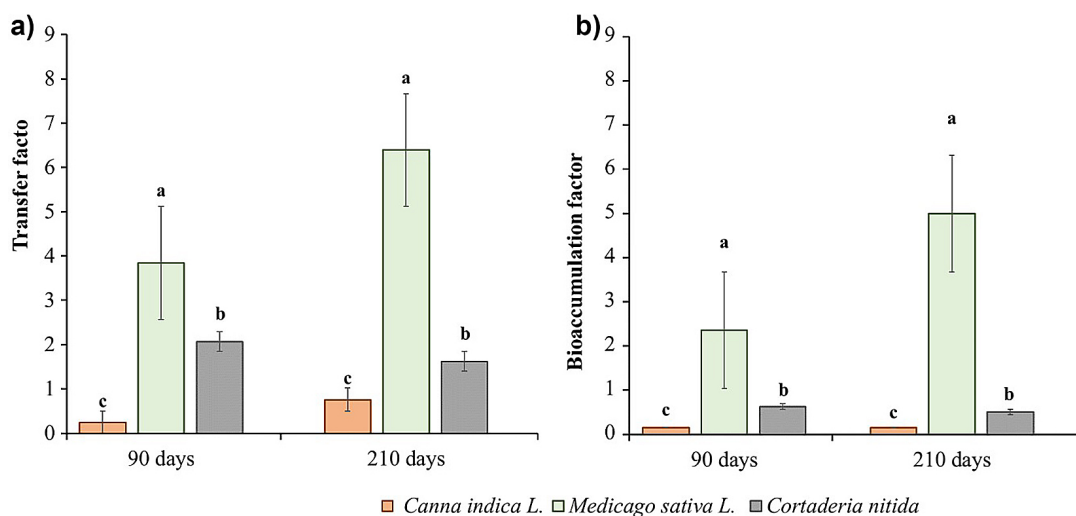 a)
9
8
7
6
5
4
3
2
1
0
Transfer facto
c
a
b
c
a
b
90 days
210 days
b)
9
8
7
6
5
4
3
2
1
0
Bioaccumulation factor
c
a
b
c
a
b
90 days
210 days
Canna indica L. Medicago sativa L. Cortaderia nitida